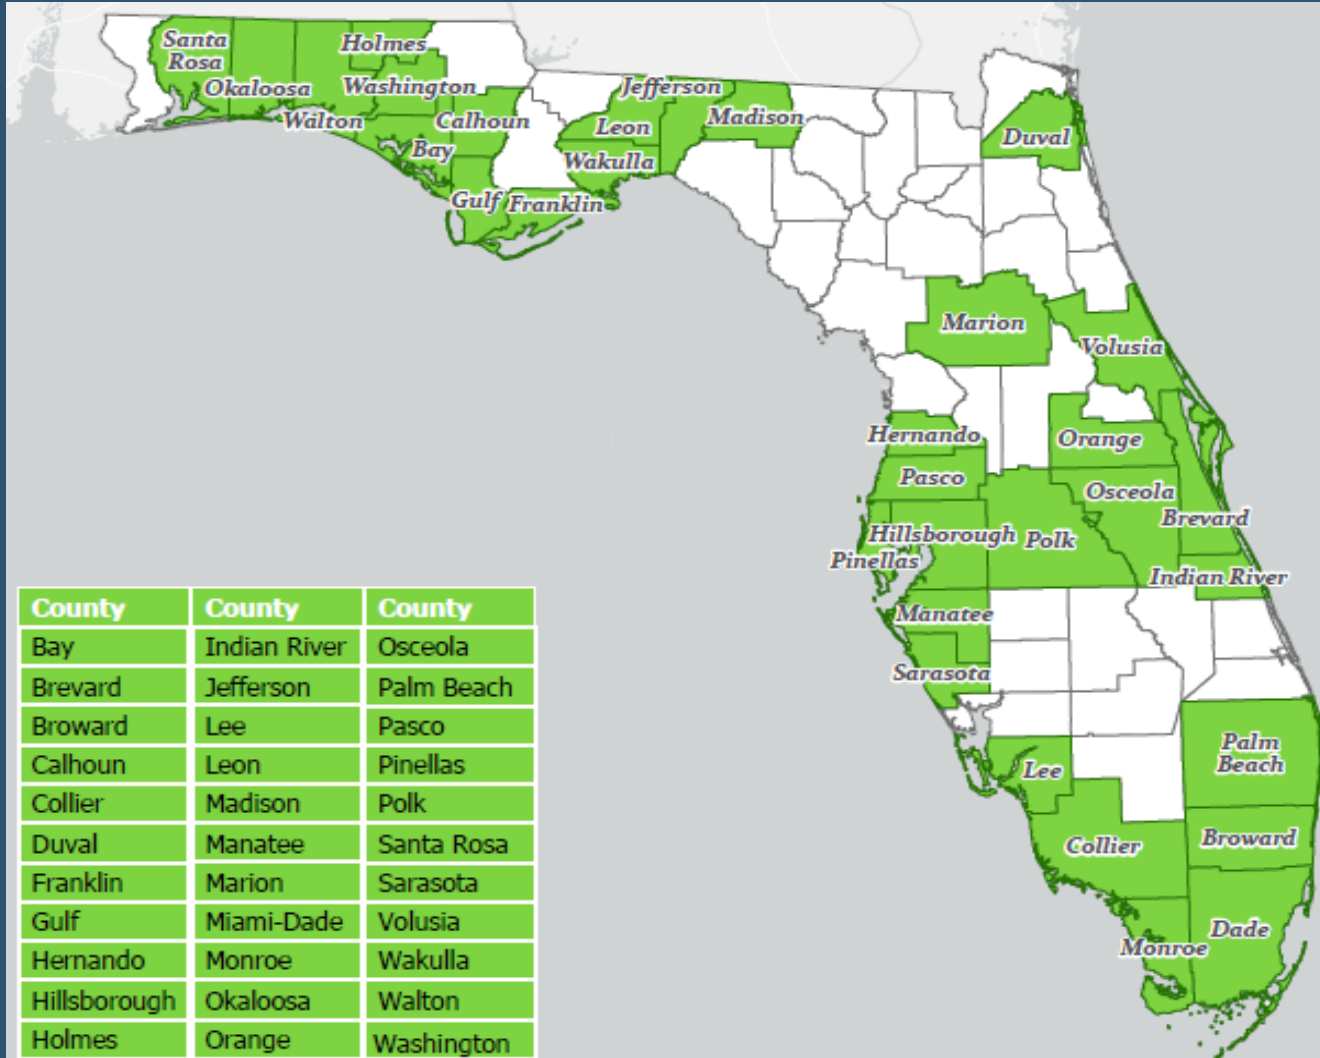 Santa
Rosa
Okaloosa
Holmes
Washington
Walton
Bay
Calhoun
Gulf
Franklin
Jefferson
Leon
Wakulla
Madison
Duval
Marion
Volusia
Hernando
Orange
Pasco
Osceola
Brevard
Hillsborough
Polk
Pinellas
Indian River
Manatee
Sarasota
Lee
Palm
Beach
Collier
Broward
Dade
Monroe
County County County
Bay Indian River Osceola
Brevard Jefferson Palm Beach
Broward Lee Pasco
Calhoun Leon Pinellas
Collier Madison Polk
Duval Manatee Santa Rosa
Franklin Marion Sarasota
Gulf Miami-Dade Volusia
Hernando Monroe Wakulla
Hillsborough Okaloosa Walton
Holmes Orange Washington